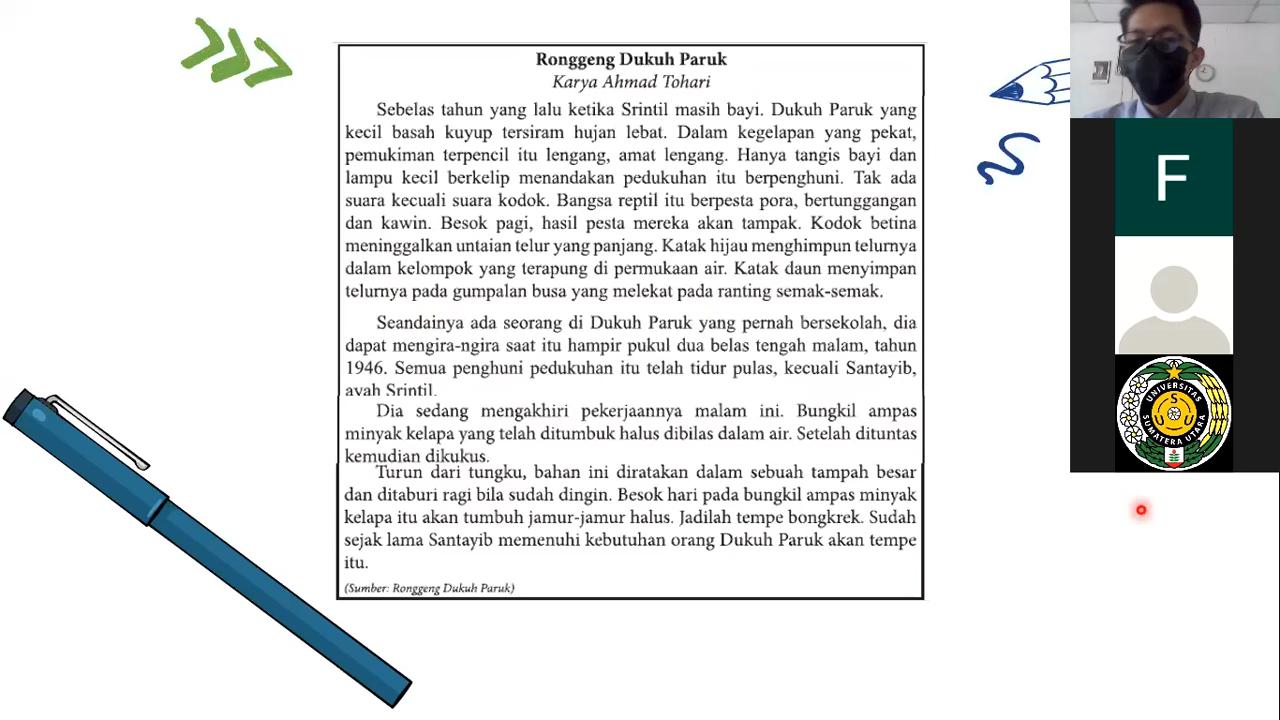 Ronggeng Dukuh Paruk
Karya Ahmad Tohari
Sebelas tahun yang lalu ketika Srintil masih bayi. Dukuh Paruk yang
kecil basah kuyup tersiram hujan lebat. Dalam kegelapan yang pekat,
pemukiman terpencil itu lengang, amat lengang. Hanya tangis bayi dan
lampu kecil berkelip menandakan pedukuhan itu berpenghuni. Tak ada
suara kecuali suara kodok. Bangsa reptil itu berpesta pora, bertunggangan
dan kawin. Besok pagi, hasil pesta mereka akan tampak. Kodok betina
meninggalkan untaian telur yang panjang. Katak hijau menghimpun telurnya
dalam kelompok yang terapung di permukaan air. Katak daun menyimpan
telurnya pada gumpalan busa yang melekat pada ranting semak-semak.
Seandainya ada seorang di Dukuh Paruk yang pernah bersekolah, dia
dapat mengira-ngira saat itu hampir pukul dua belas tengah malam, tahun
1946. Semua penghuni pedukuhan itu telah tidur pulas, kecuali Santayib,
ayah Srintil.
Dia sedang mengakhiri pekerjaannya malam ini. Bungkil ampas
minyak kelapa yang telah ditumbuk halus dibilas dalam air. Setelah dituntas
kemudian dikukus.
Turun dari tungku, bahan ini diratakan dalam sebuah tampah besar
dan ditaburi ragi bila sudah dingin. Besok hari pada bungkil ampas minyak
kelapa itu akan tumbuh jamur-jamur halus. Jadilah tempe bongkrek. Sudah
sejak lama Santayib memenuhi kebutuhan orang Dukuh Paruk akan tempe
itu.
(Sumber: Ronggeng Dukuh Paruk)
F
UNIVERSITAS
SUMATERA UTARA